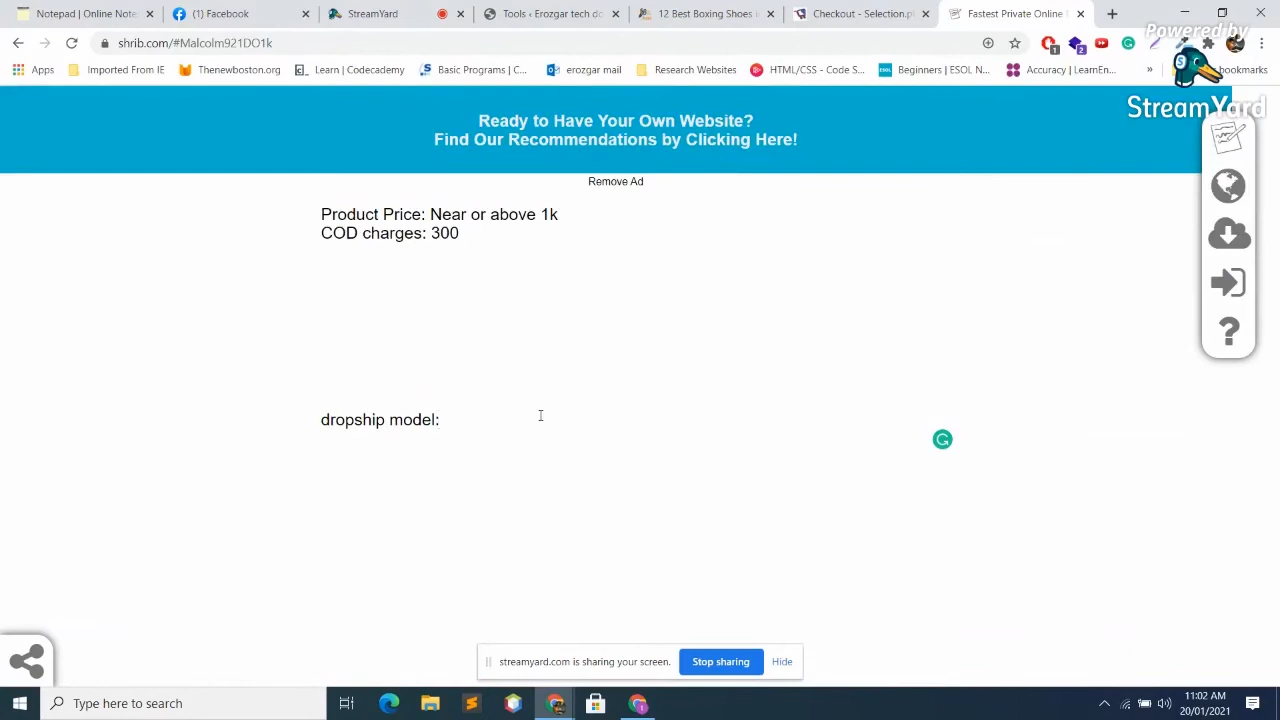 Notepad | Online Note
(1) Facebook
StreamYard
Tools ‹ Erozgar tech do
12 Best Boxing Shoes i
Checkout - Selection.p
Fastest Private Online
shrib.com/#Malcolm921DO1k
Powered by
Apps
Imported From IE
Thenewboston.org
Learn | Codecademy
Basic Programs (...
erozgar mail
Research Websites
HTML/CSS - Code S...
Beginners | ESOL N...
Accuracy | LearnEn...
»
bookmarks
StreamYard
Ready to Have Your Own Website?
Find Our Recommendations by Clicking Here!
Remove Ad
Product Price: Near or above 1k
COD charges: 300
dropship model:
streamyard.com is sharing your screen.
Stop sharing
Hide
Type here to search
11:02 AM
20/01/2021